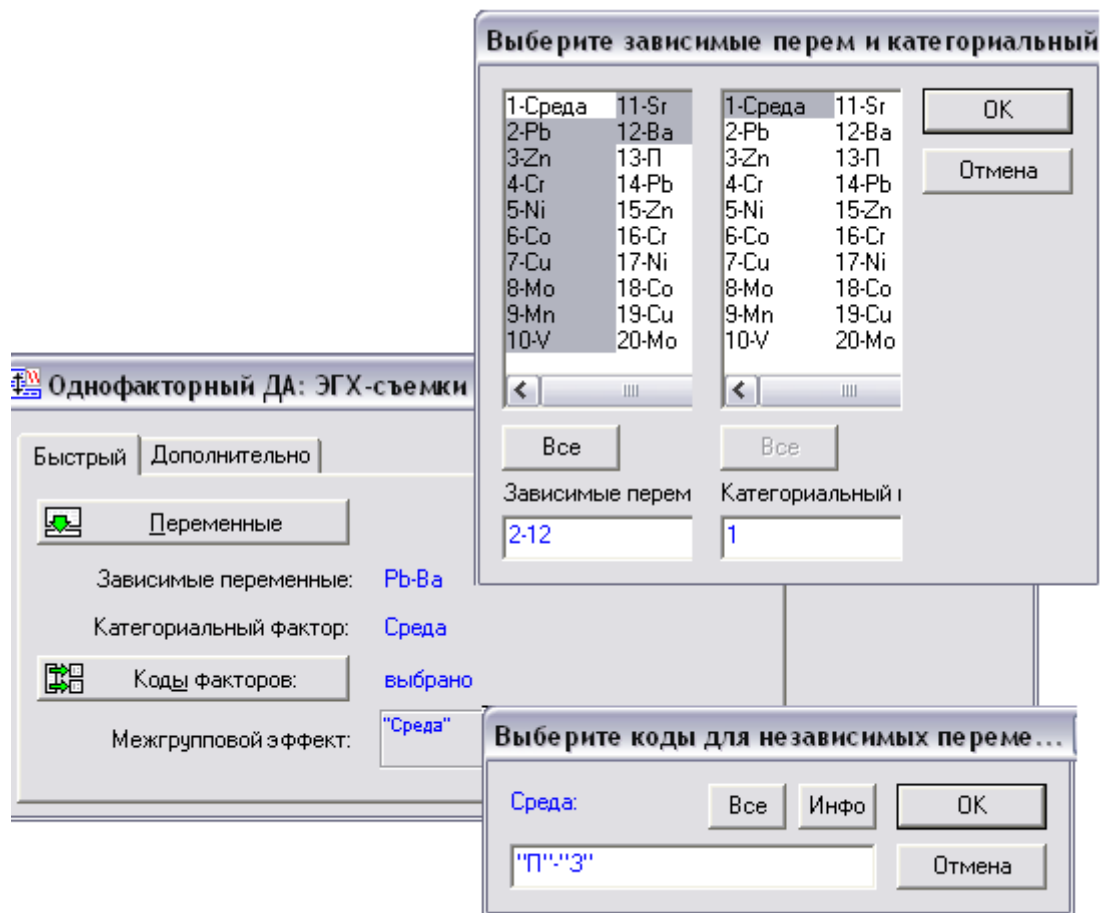 Выберите зависимые перем и категориальный
1-Среда 11-Sr
2-Pb 12-Ba
3-Zn 13-П
4-Cr 14-Pb
5-Ni 15-Zn
6-Co 16-Cr
7-Cu 17-Ni
8-Mo 18-Co
9-Mn 19-Cu
10-V 20-Mo
1-Среда 11-Sr
2-Pb 12-Ba
3-Zn 13-П
4-Cr 14-Pb
5-Ni 15-Zn
6-Co 16-Cr
7-Cu 17-Ni
8-Mo 18-Co
9-Mn 19-Cu
10-V 20-Mo
OK
Отмена
Все
Все
Зависимые перем
Категориальный
2-12
1
Однофакторный ДА: ЭГХ-съемки
Быстрый
Дополнительно
Переменные
Зависимые переменные: Pb-Ba
Категориальный фактор: Среда
Коды факторов: выбрано
Межгрупповой эффект: "Среда"
Выберите коды для независимых переме...
Среда:
Все
Инфо
OK
"П"-"З"
Отмена